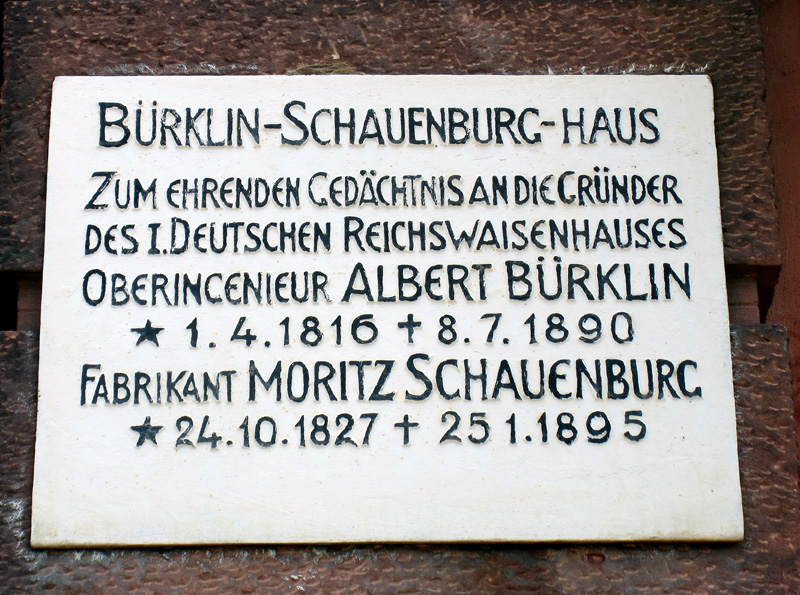 BÜRKLIN-SCHAUENBURG-HAUS
ZUM EHRENDEN GEDÄCHTNIS AN DIE GRÜNDER
DES I. DEUTSCHEN REICHSWAISENHAUSES
OBERINGENIEUR ALBERT BÜRKLIN
★ 1.4.1816 ✝ 8.7.1890
FABRIKANT MORITZ SCHAUENBURG
★ 24.10.1827 ✝ 25 1.1895